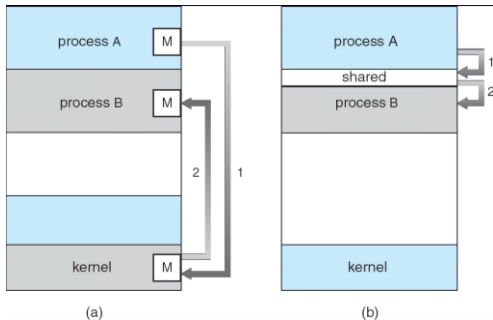 process A
M
process B
M
2
1
kernel
M
(a)
process A
1
shared
2
process B
kernel
(b)